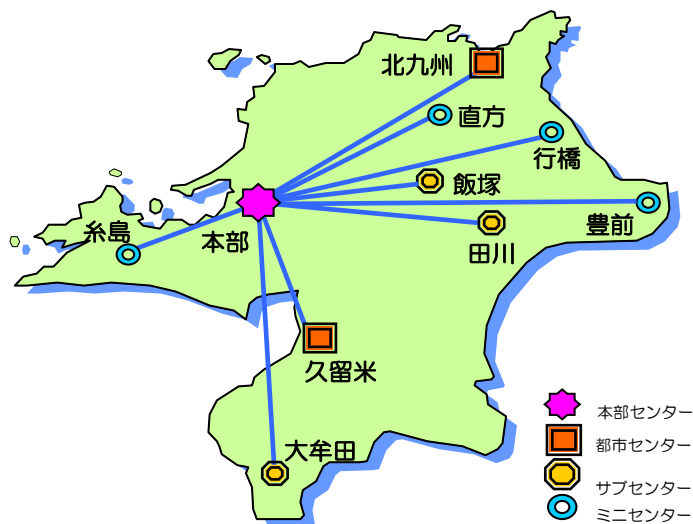 北九州
直方
行橋
飯塚
豊前
糸島
本部
田川
久留米
大牟田
本部センター
都市センター
サブセンター
ミニセンター